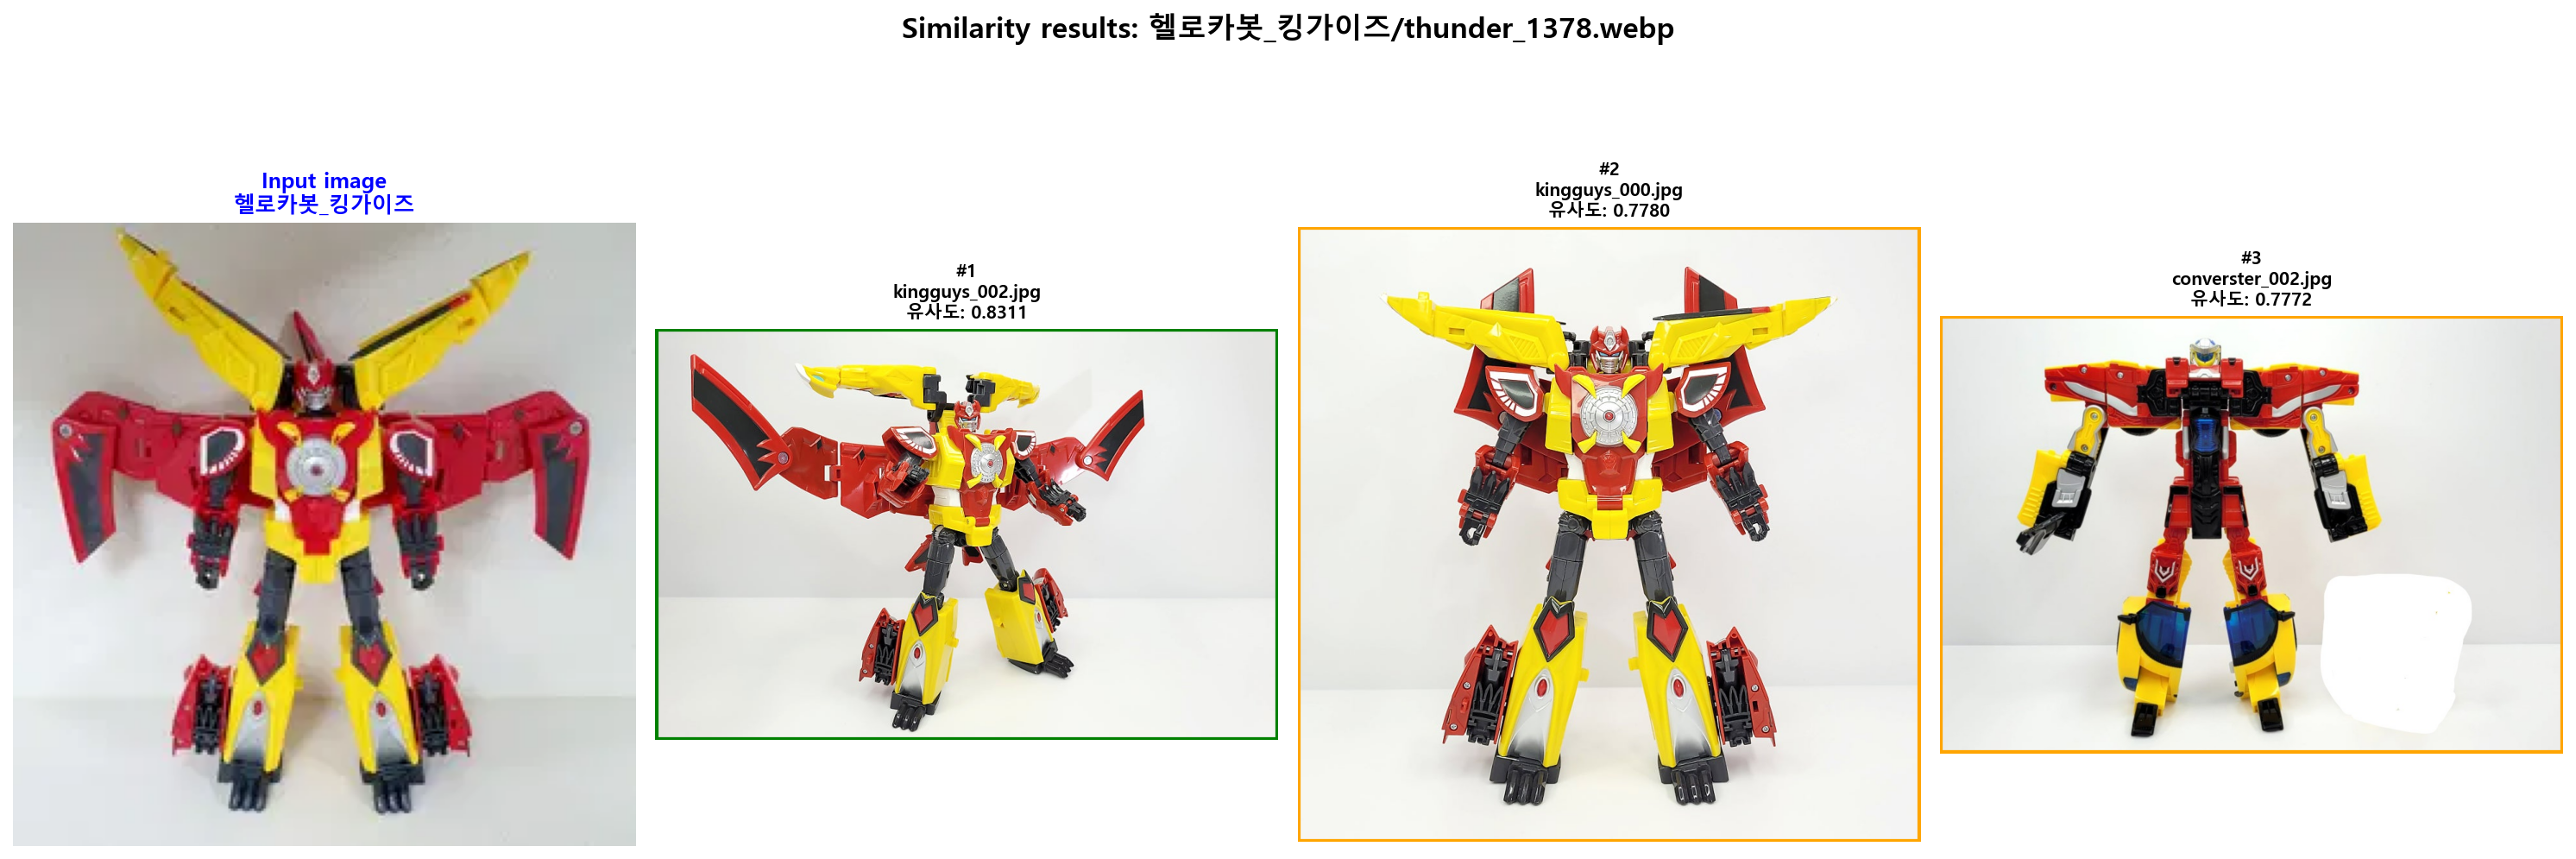 Similarity results: 헬로카봇_킹가이즈/thunder_1378.webp
Input image
헬로카봇_킹가이즈
#1
kingguys_002.jpg
유사도: 0.8311
#2
kingguys_000.jpg
유사도: 0.7780
#3
converster_002.jpg
유사도: 0.7772